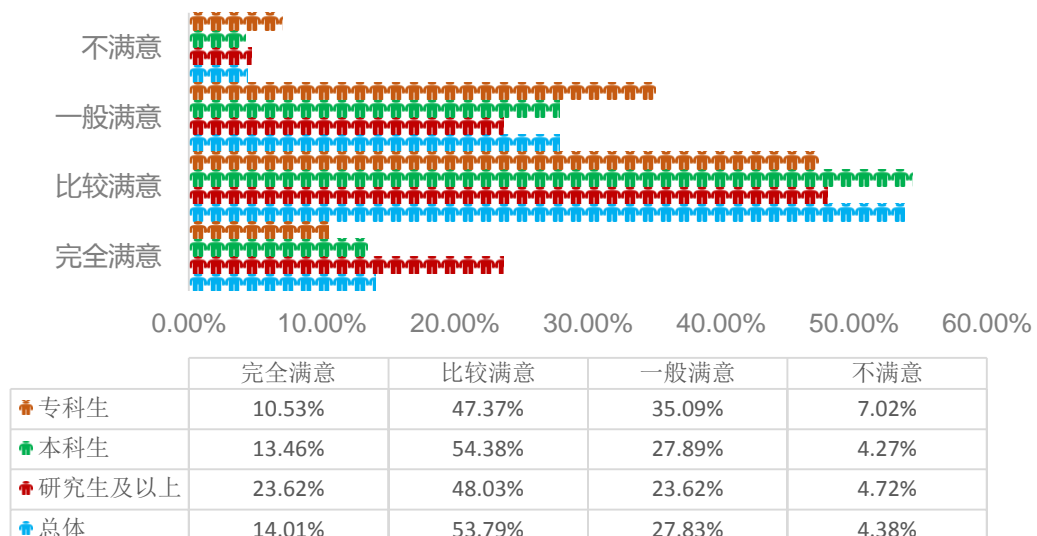 不满意
一般满意
比较满意
完全满意
0.00% 10.00% 20.00% 30.00% 40.00% 50.00% 60.00%
完全满意 比较满意 一般满意 不满意
专科生 10.53% 47.37% 35.09% 7.02%
本科生 13.46% 54.38% 27.89% 4.27%
研究生及以上 23.62% 48.03% 23.62% 4.72%
总体 14.01% 53.79% 27.83% 4.38%